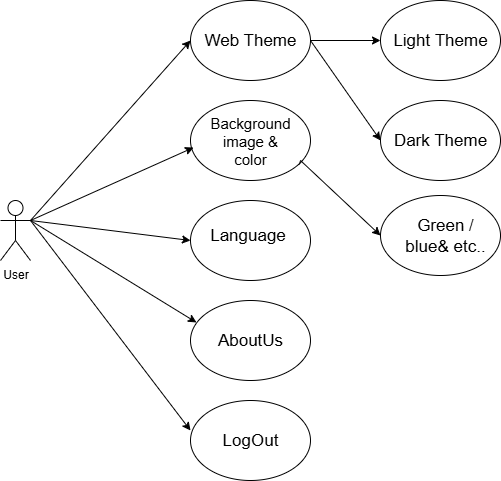 Web Theme
Light Theme
Background
image &
color
Dark Theme
Language
Green /
blue& etc..
User
AboutUs
LogOut